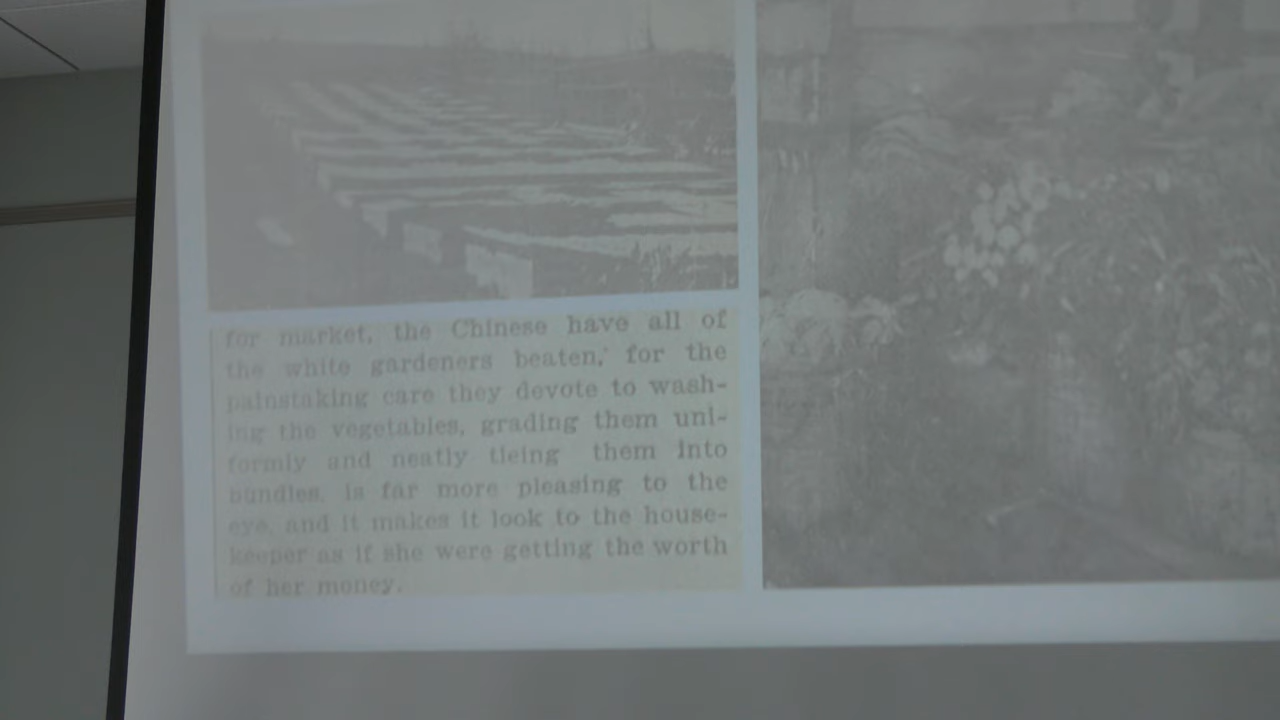 for market, the Chinese have all of
the white gardeners beaten, for the
painstaking care they devote to wash-
ing the vegetables, grading them uni-
formly and neatly tieing them into
bundles, is far more pleasing to the
eye, and it makes it look to the house-
keeper as if she were getting the worth
of her money.